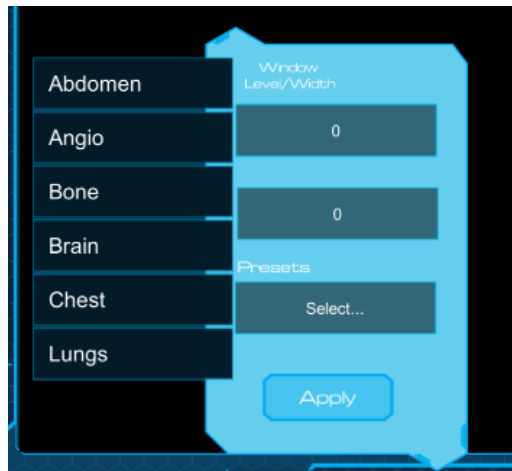 Abdomen
Angio
Bone
Brain
Chest
Lungs
Window
Level/Width
0
0
Presets
Select...
Apply